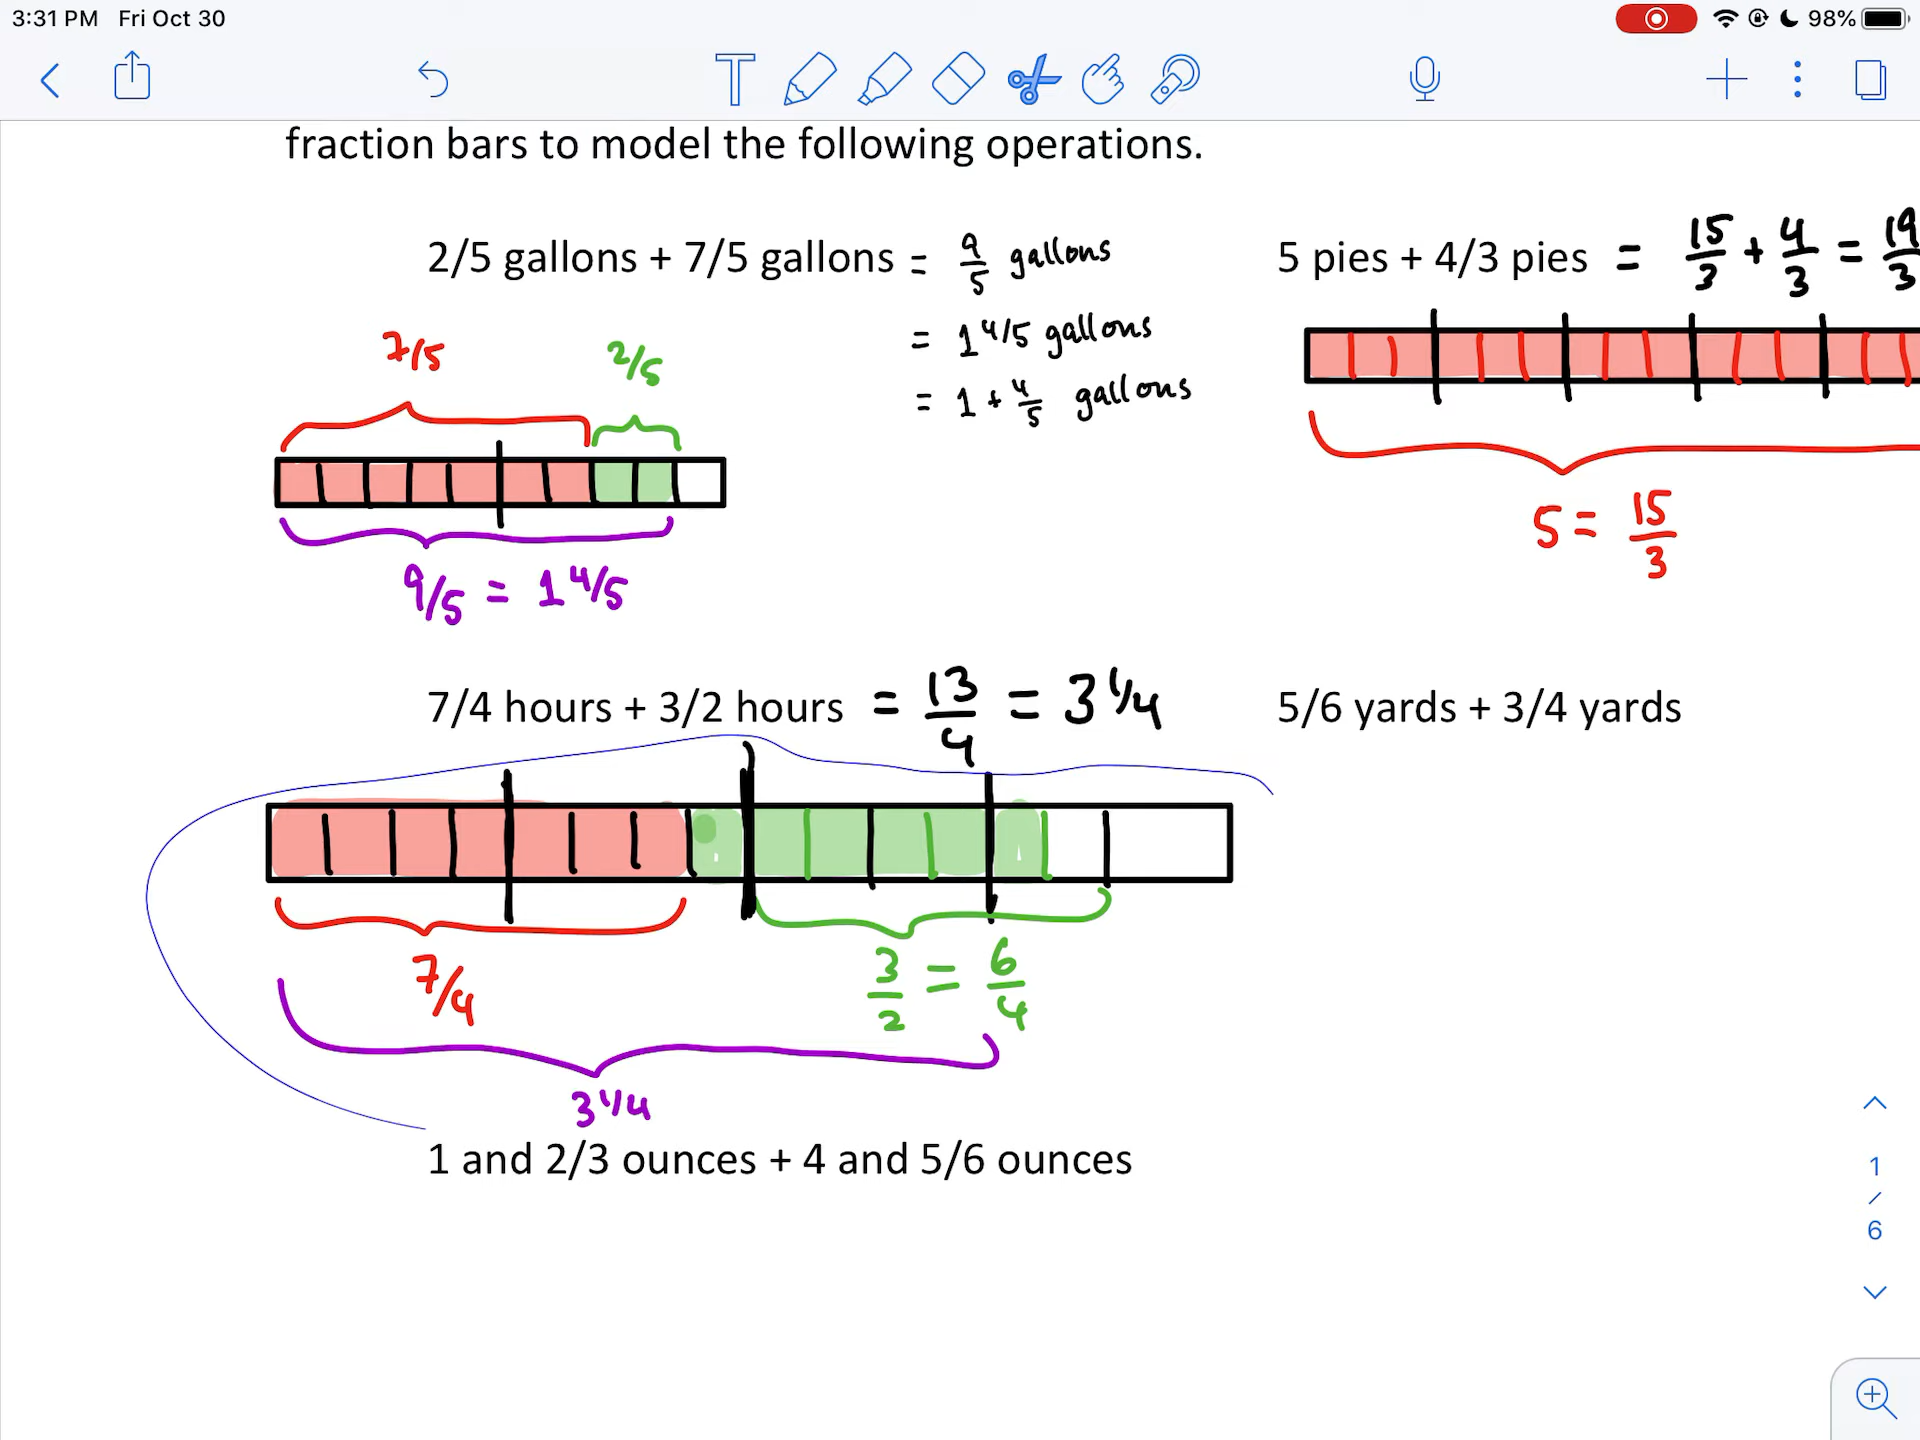 3:31 PM Fri Oct 30 98%
fraction bars to model the following operations.
2/5 gallons + 7/5 gallons = 9/5 gallons
= 1 4/5 gallons
= 1 + 4/5 gallons
7/5 2/5
9/5 = 1 4/5
5 pies + 4/3 pies = 15/3 + 4/3 = 19/3
5 = 15/3
7/4 hours + 3/2 hours = 13/4 = 3 1/4
7/4
3/2 = 6/4
3 1/4
5/6 yards + 3/4 yards
1 and 2/3 ounces + 4 and 5/6 ounces
1
/
6